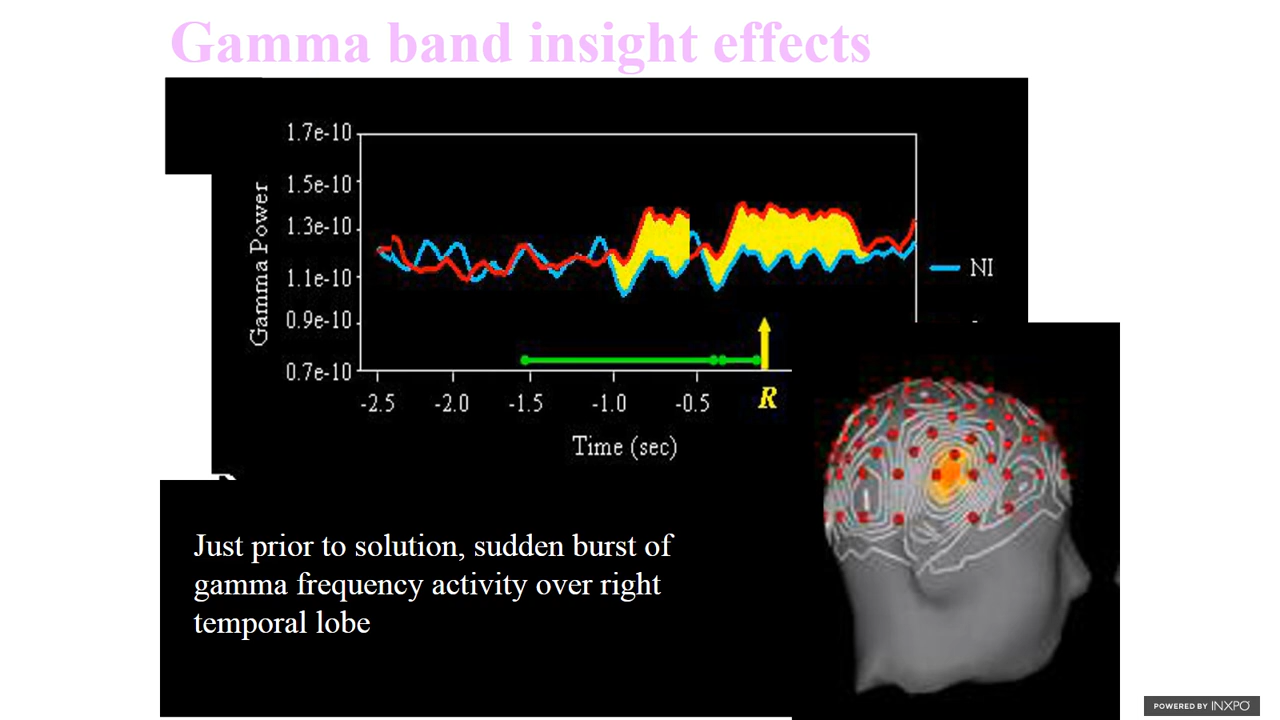 Gamma band insight effects
1.7e-10
1.5e-10
1.3e-10
1.1e-10
0.9e-10
0.7e-10
Gamma Power
-2.5 -2.0 -1.5 -1.0 -0.5 R
Time (sec)
NI
Just prior to solution, sudden burst of
gamma frequency activity over right
temporal lobe
POWERED BY INXPO